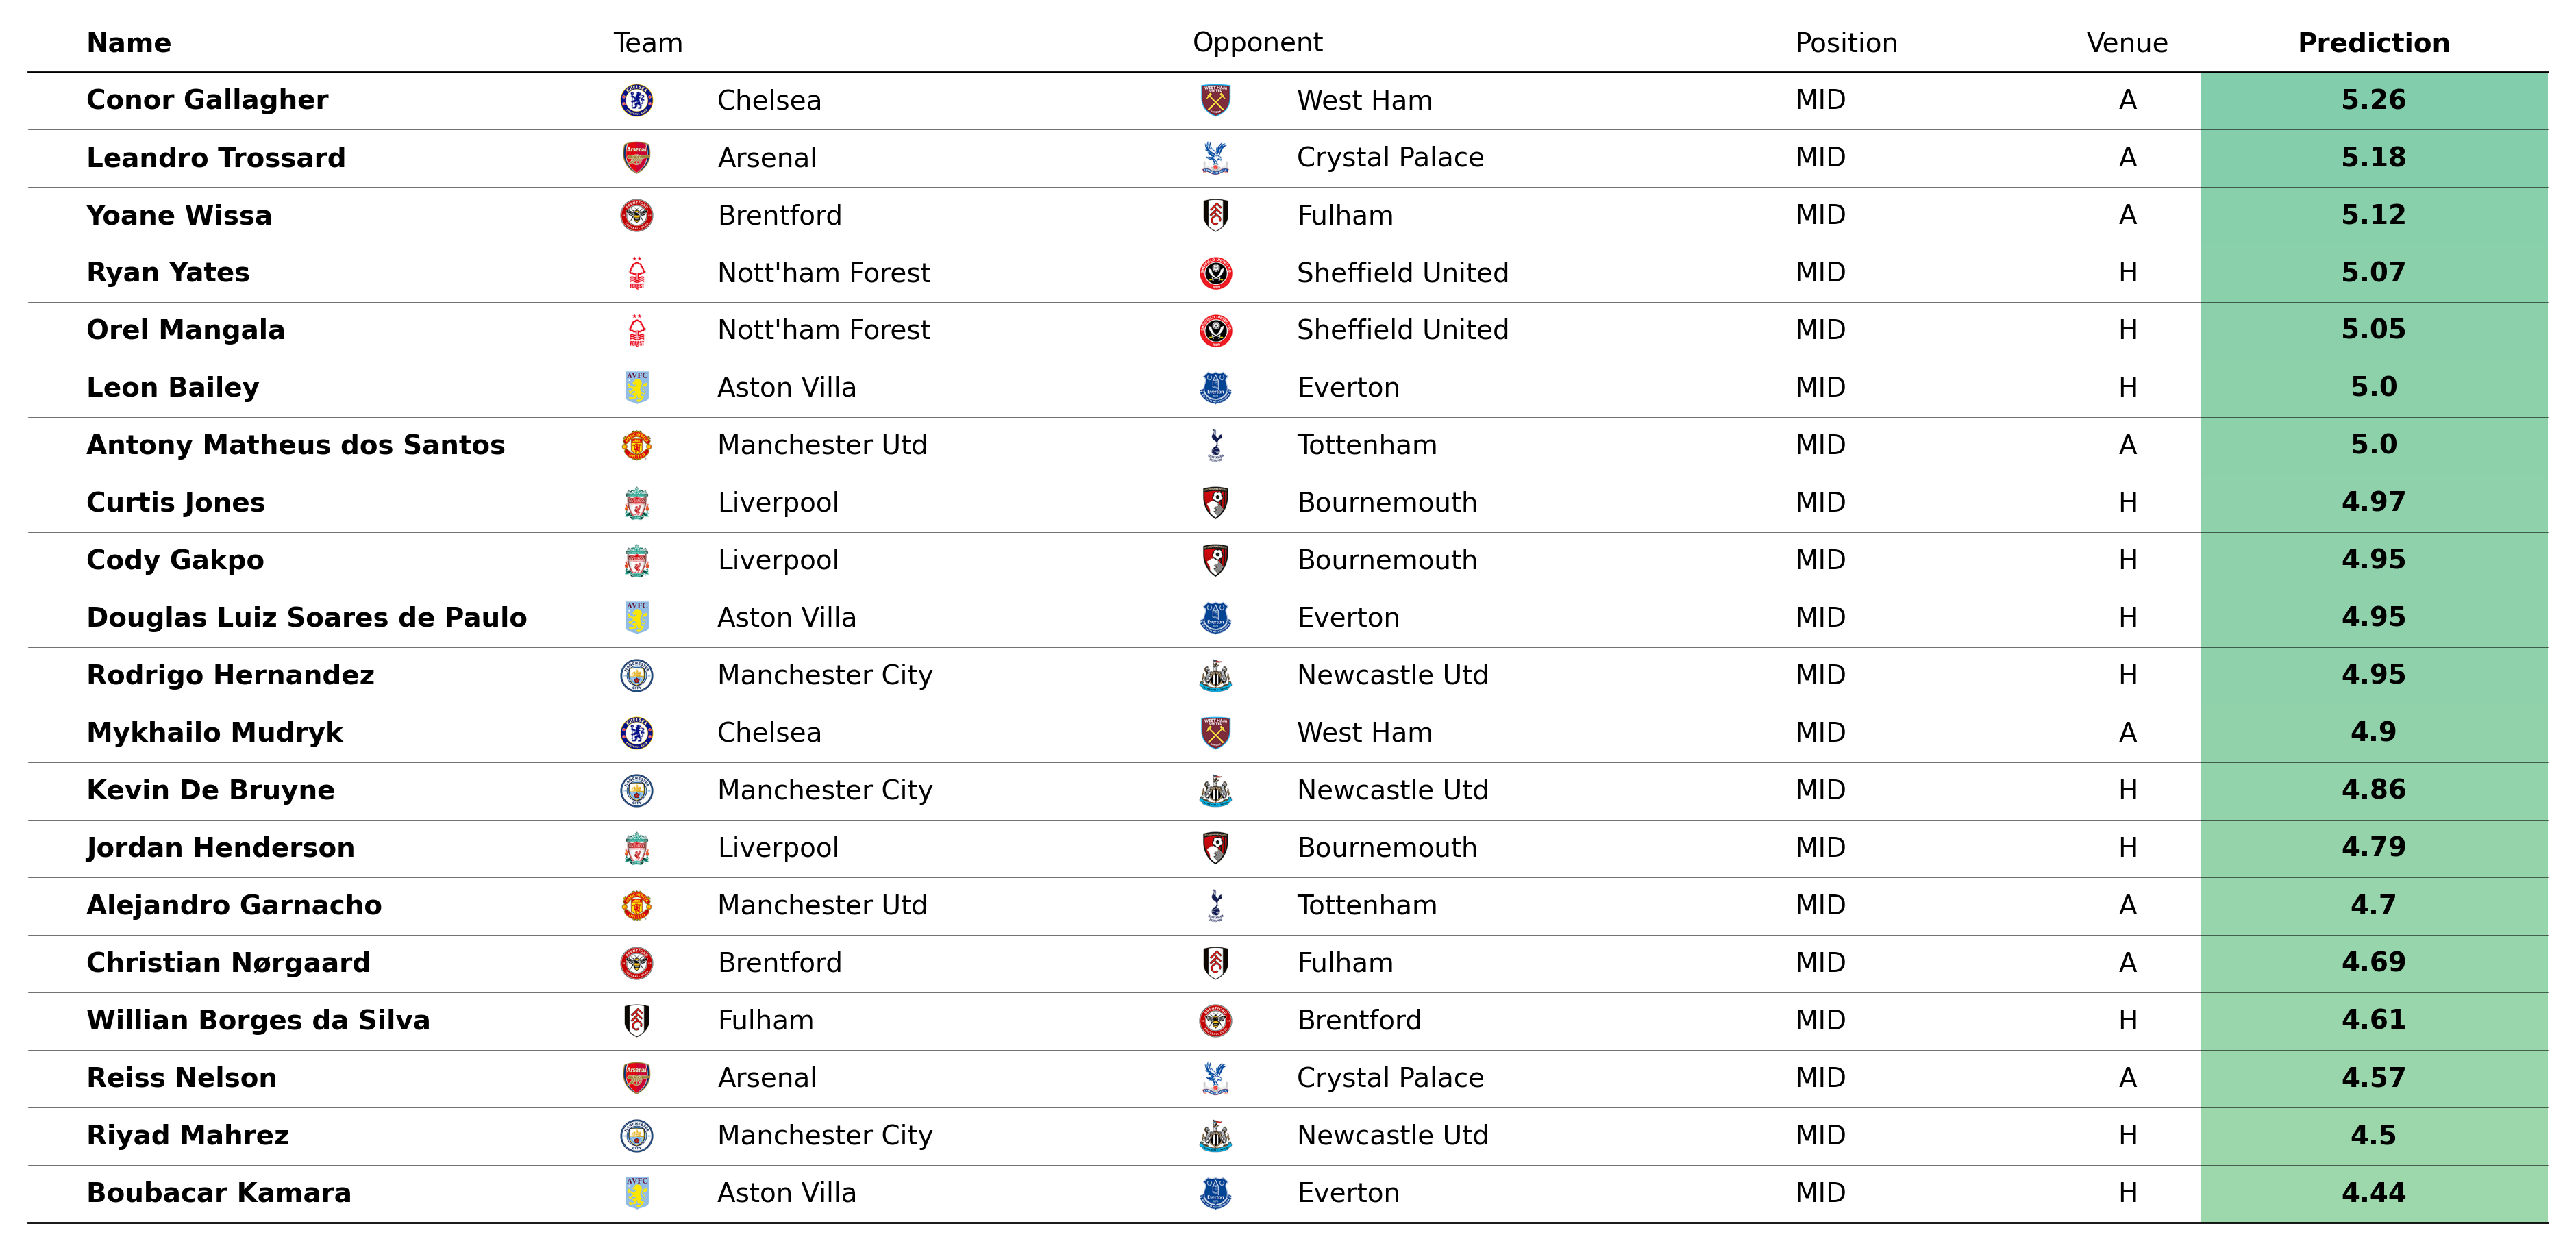 Name Team Opponent Position Venue Prediction
Conor Gallagher Chelsea West Ham MID A 5.26
Leandro Trossard Arsenal Crystal Palace MID A 5.18
Yoane Wissa Brentford Fulham MID A 5.12
Ryan Yates Nott'ham Forest Sheffield United MID H 5.07
Orel Mangala Nott'ham Forest Sheffield United MID H 5.05
Leon Bailey Aston Villa Everton MID H 5.0
Antony Matheus dos Santos Manchester Utd Tottenham MID A 5.0
Curtis Jones Liverpool Bournemouth MID H 4.97
Cody Gakpo Liverpool Bournemouth MID H 4.95
Douglas Luiz Soares de Paulo Aston Villa Everton MID H 4.95
Rodrigo Hernandez Manchester City Newcastle Utd MID H 4.95
Mykhailo Mudryk Chelsea West Ham MID A 4.9
Kevin De Bruyne Manchester City Newcastle Utd MID H 4.86
Jordan Henderson Liverpool Bournemouth MID H 4.79
Alejandro Garnacho Manchester Utd Tottenham MID A 4.7
Christian Nørgaard Brentford Fulham MID A 4.69
Willian Borges da Silva Fulham Brentford MID H 4.61
Reiss Nelson Arsenal Crystal Palace MID A 4.57
Riyad Mahrez Manchester City Newcastle Utd MID H 4.5
Boubacar Kamara Aston Villa Everton MID H 4.44